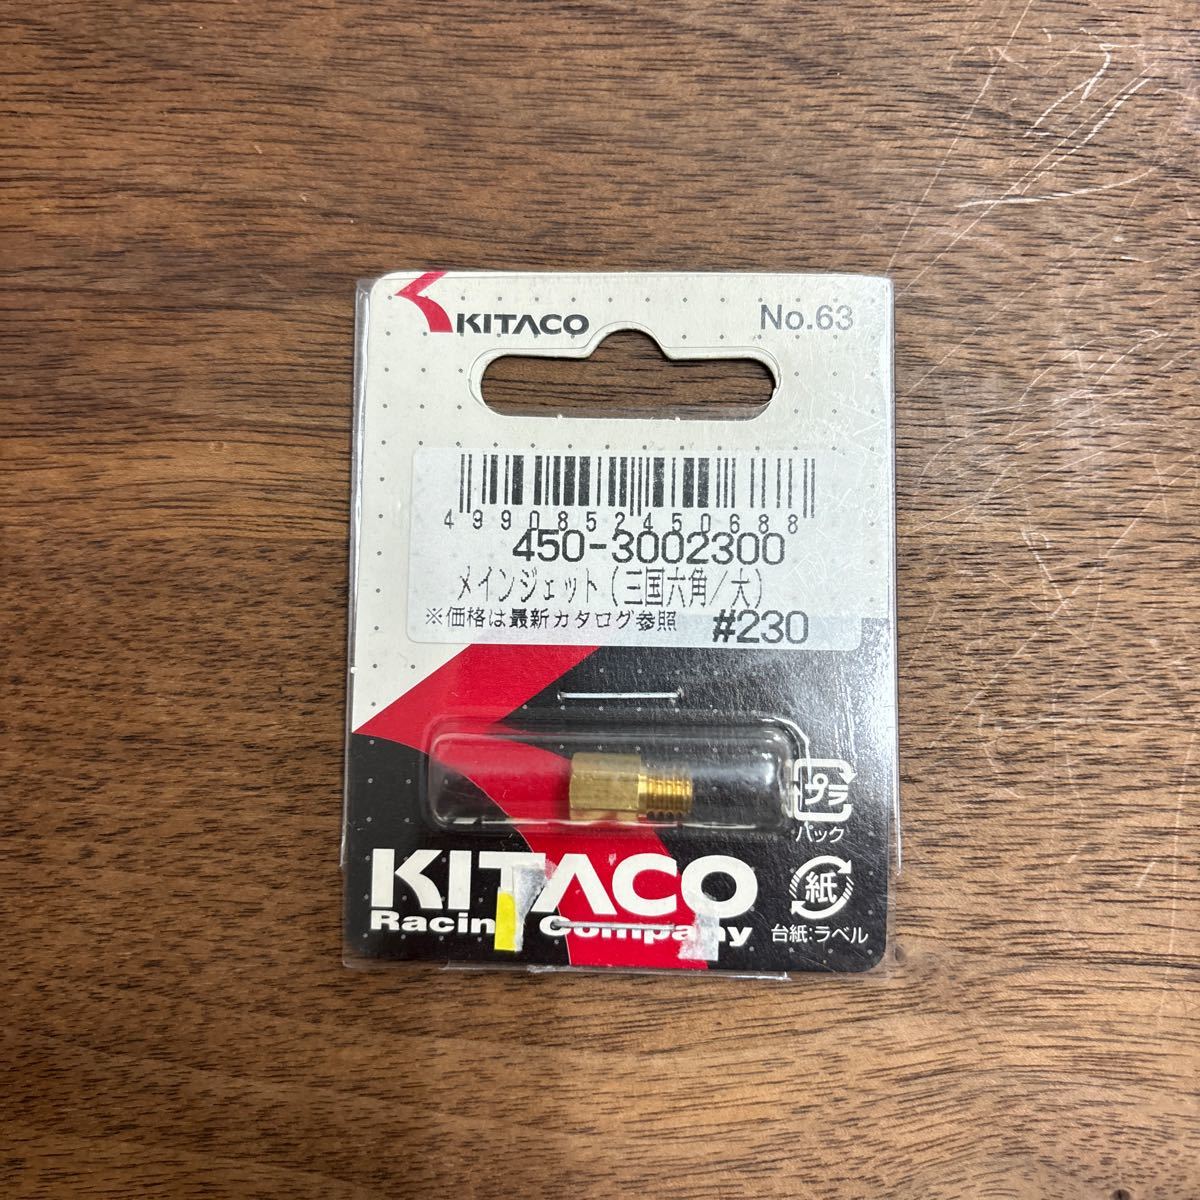 KITACO
No.63
4990852450688
450-3002300
メインジェット(三国六角/大)
※価格は最新カタログ参照 #230
プラ
パック
紙
台紙:ラベル
KITACO
Racing Company